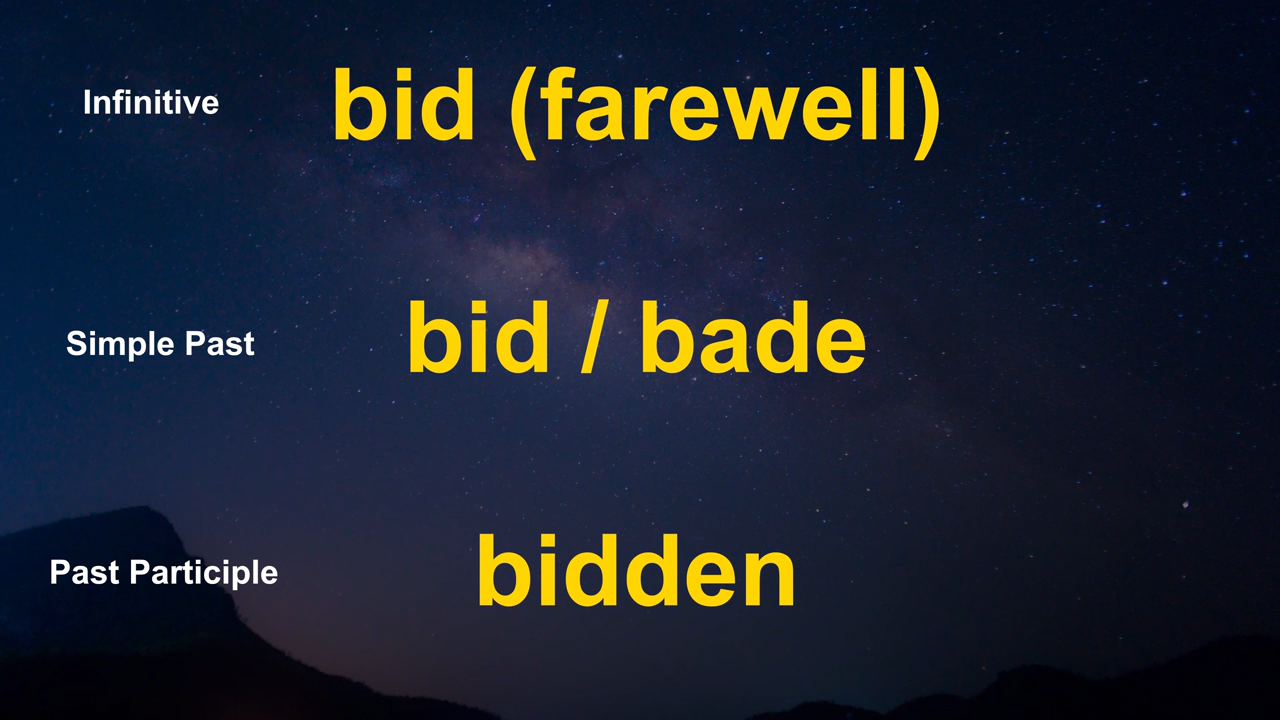 Infinitive bid (farewell)
Simple Past bid / bade
Past Participle bidden